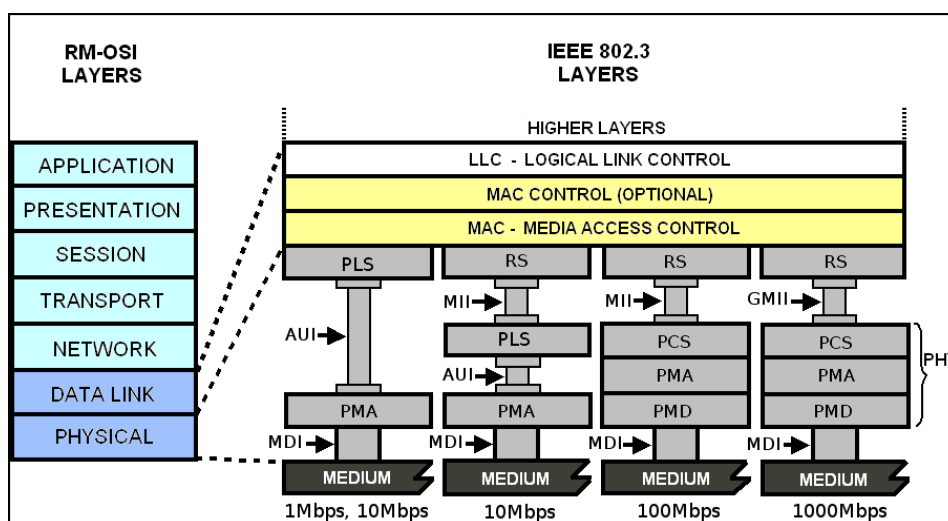 RM-OSI
LAYERS
IEEE 802.3
LAYERS
HIGHER LAYERS
APPLICATION
PRESENTATION
SESSION
TRANSPORT
NETWORK
DATA LINK
PHYSICAL
LLC - LOGICAL LINK CONTROL
MAC CONTROL (OPTIONAL)
MAC - MEDIA ACCESS CONTROL
PLS
AUI
PMA
MDI
MEDIUM
1Mbps, 10Mbps
RS
MII
PLS
AUI
PMA
MDI
MEDIUM
10Mbps
RS
MII
PCS
PMA
PMD
MDI
MEDIUM
100Mbps
RS
GMII
PCS
PMA
PMD
MDI
MEDIUM
1000Mbps